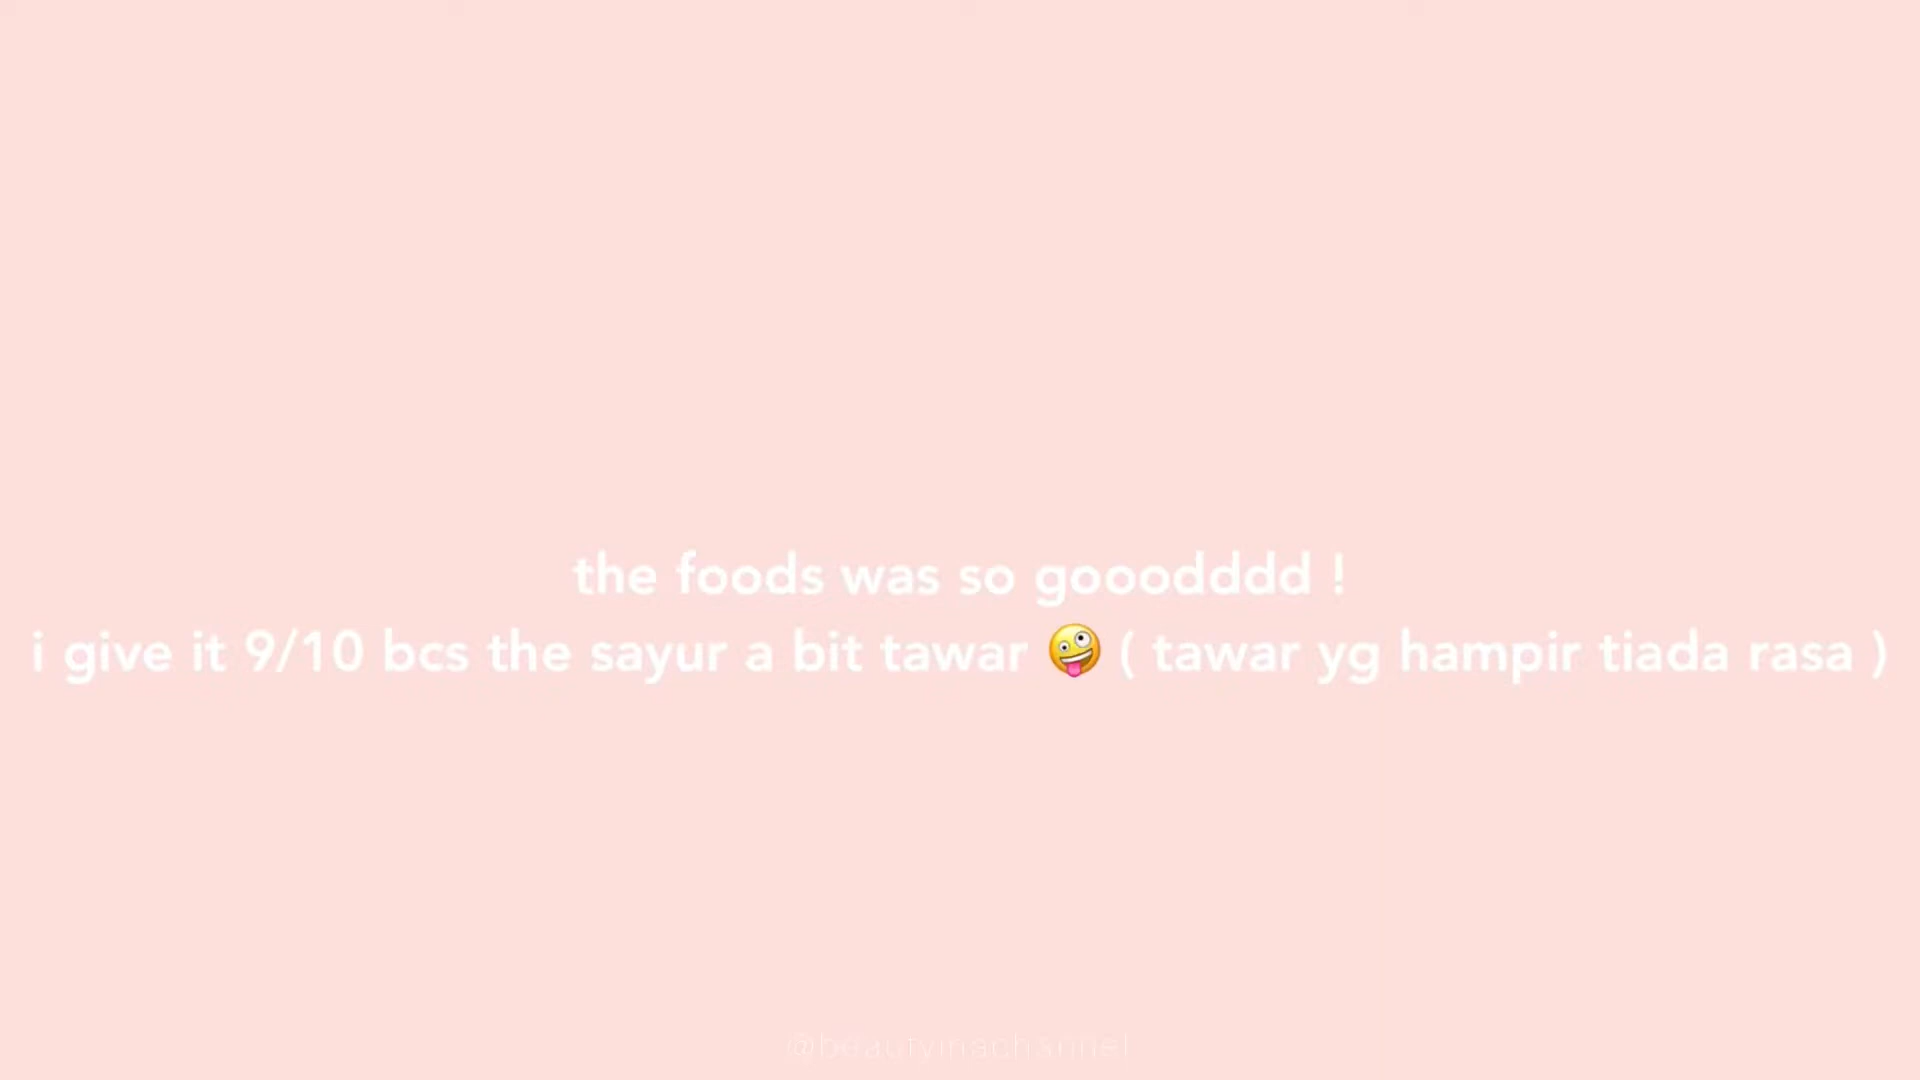 the foods was so gooodddd !
i give it 9/10 bcs the sayur a bit tawar 🤪 ( tawar yg hampir tiada rasa )
@beautyinachannel